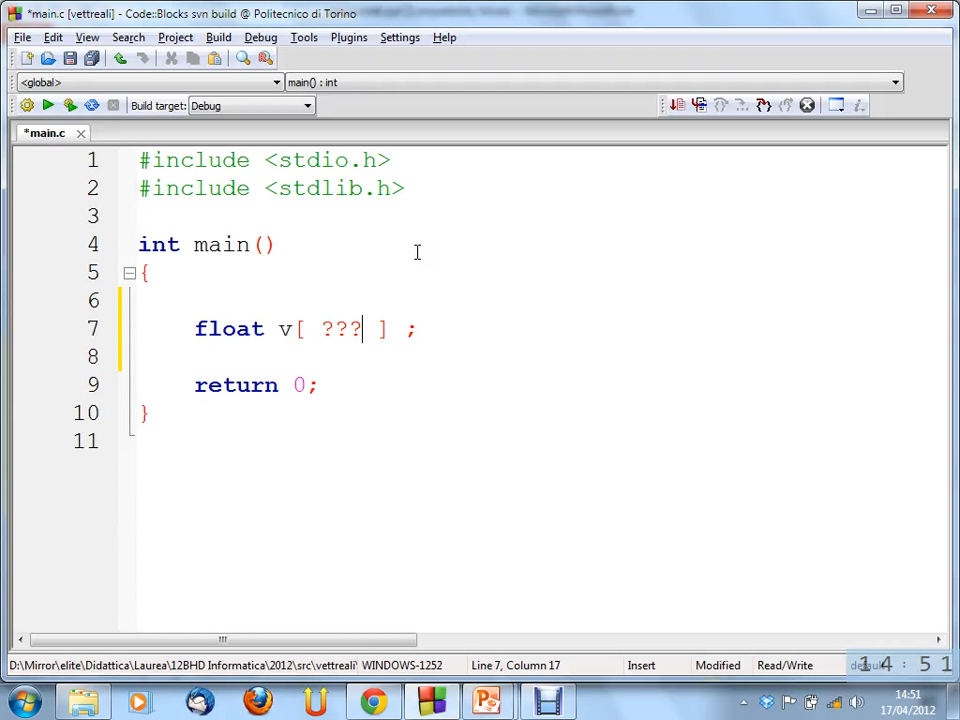 *main.c [vettreali] - Code::Blocks svn build @ Politecnico di Torino
File Edit View Search Project Build Debug Tools Plugins Settings Help
<global> main() : int
Build target: Debug
*main.c
1 #include <stdio.h>
2 #include <stdlib.h>
3
4 int main()
5 {
6
7 float v[ ??? ] ;
8
9 return 0;
10 }
11
D:\Mirror\elite\Didattica\Laurea\12BHD Informatica\2012\src\vettreali\ WINDOWS-1252 Line 7, Column 17 Insert Modified Read/Write
14:51
14:51
17/04/2012